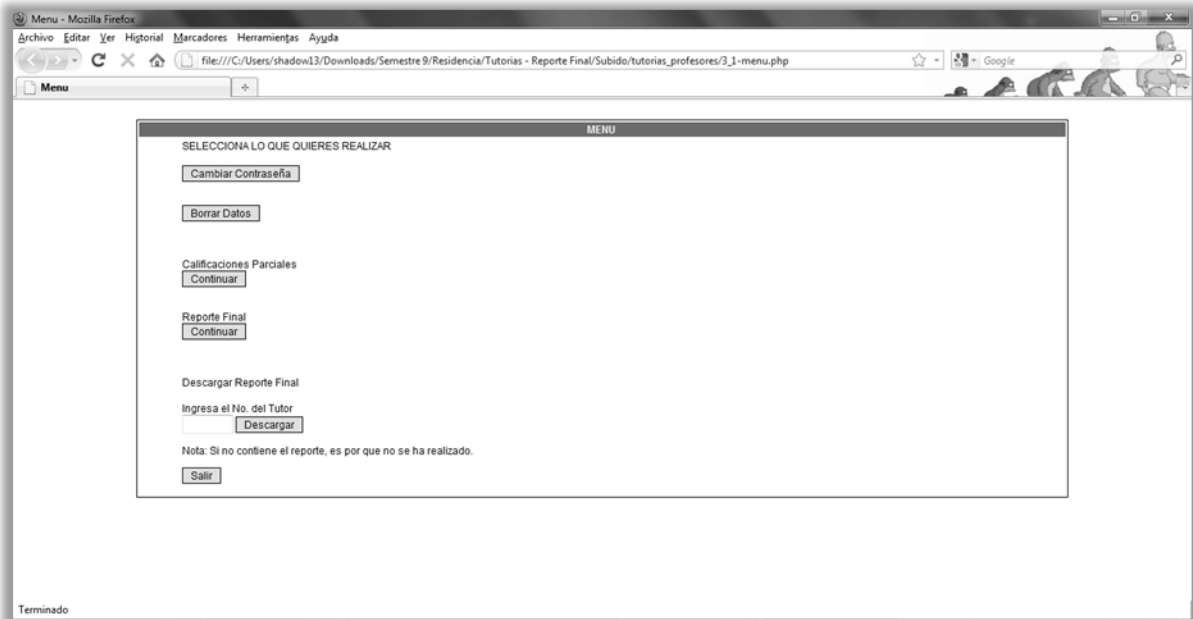 Menu - Mozilla Firefox
Archivo Editar Ver Historial Marcadores Herramientas Ayuda
file:///C:/Users/shadow13/Downloads/Semestre 9/Residencia/Tutorias - Reporte Final/Subido/tutorias_profesores/3_1-menu.php
Google
Menu
MENU
SELECCIONA LO QUE QUIERES REALIZAR
Cambiar Contraseña
Borrar Datos
Calificaciones Parciales
Continuar
Reporte Final
Continuar
Descargar Reporte Final
Ingresa el No. del Tutor
Descargar
Nota: Si no contiene el reporte, es por que no se ha realizado.
Salir
Terminado